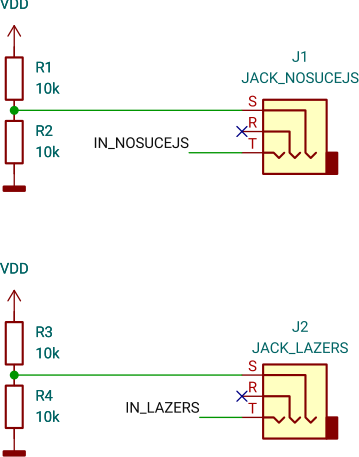 VDD
R1
10k
R2
10k
IN_NOSUCEJS
J1
JACK_NOSUCEJS
S
R
T
VDD
R3
10k
R4
10k
IN_LAZERS
J2
JACK_LAZERS
S
R
T